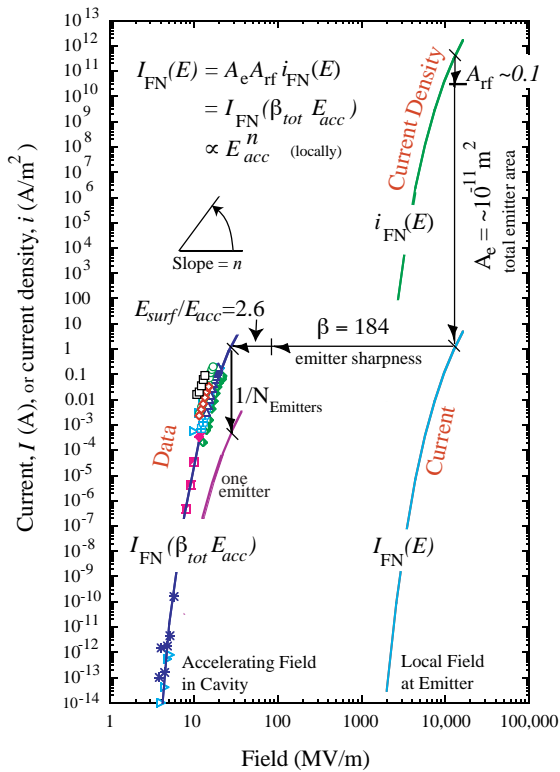 I_FN(E) = A_e A_rf i_FN(E)
= I_FN(β_tot E_acc)
∝ E_acc^n (locally)
Slope = n
A_rf ~0.1
Current Density
i_FN(E)
A_e = ~10^-11 m^2
total emitter area
E_surf/E_acc=2.6
β = 184
emitter sharpness
1/N_Emitters
Data
one
emitter
Current
I_FN(β_tot E_acc)
I_FN(E)
Accelerating Field
in Cavity
Local Field
at Emitter
Current, I (A), or current density, i (A/m^2)
10^13
10^12
10^11
10^10
10^9
10^8
10^7
10^6
10^5
10^4
1000
100
10
1
0.1
0.01
10^-3
10^-4
10^-5
10^-6
10^-7
10^-8
10^-9
10^-10
10^-11
10^-12
10^-13
10^-14
1
10
100
1000
10,000
100,000
Field (MV/m)